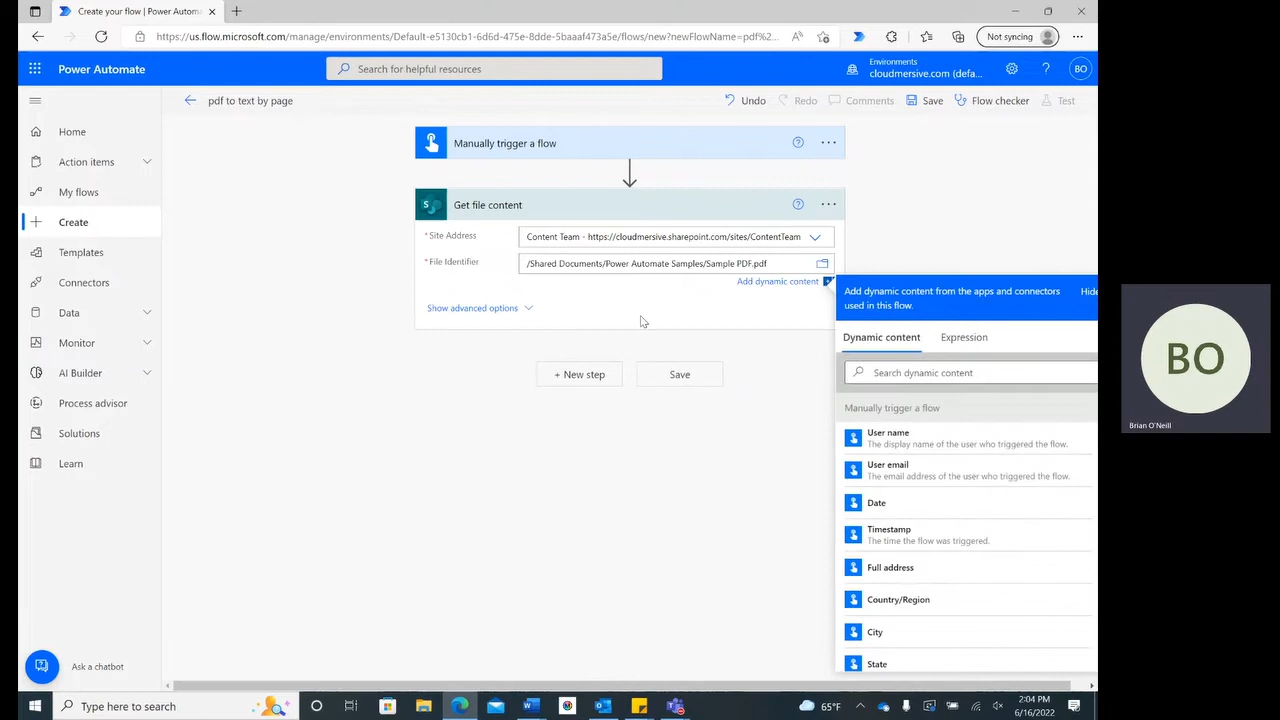 Create your flow | Power Automate
https://us.flow.microsoft.com/manage/environments/Default-e5130cb1-6d6d-475e-8dde-5baaaf473a5e/flows/new?newFlowName=pdf%2...
Not syncing
Power Automate
Search for helpful resources
Environments
cloudmersive.com (defa...
BO
pdf to text by page
Undo
Redo
Comments
Save
Flow checker
Test
Home
Action items
My flows
Create
Templates
Connectors
Data
Monitor
AI Builder
Process advisor
Solutions
Learn
Ask a chatbot
Manually trigger a flow
Get file content
* Site Address
Content Team - https://cloudmersive.sharepoint.com/sites/ContentTeam
* File Identifier
/Shared Documents/Power Automate Samples/Sample PDF.pdf
Add dynamic content
Show advanced options
+ New step
Save
Add dynamic content from the apps and connectors
used in this flow.
Hide
Dynamic content
Expression
Search dynamic content
Manually trigger a flow
User name
The display name of the user who triggered the flow.
User email
The email address of the user who triggered the flow.
Date
Timestamp
The time the flow was triggered.
Full address
Country/Region
City
State
BO
Brian O'Neill
Type here to search
65°F
2:04 PM
6/16/2022